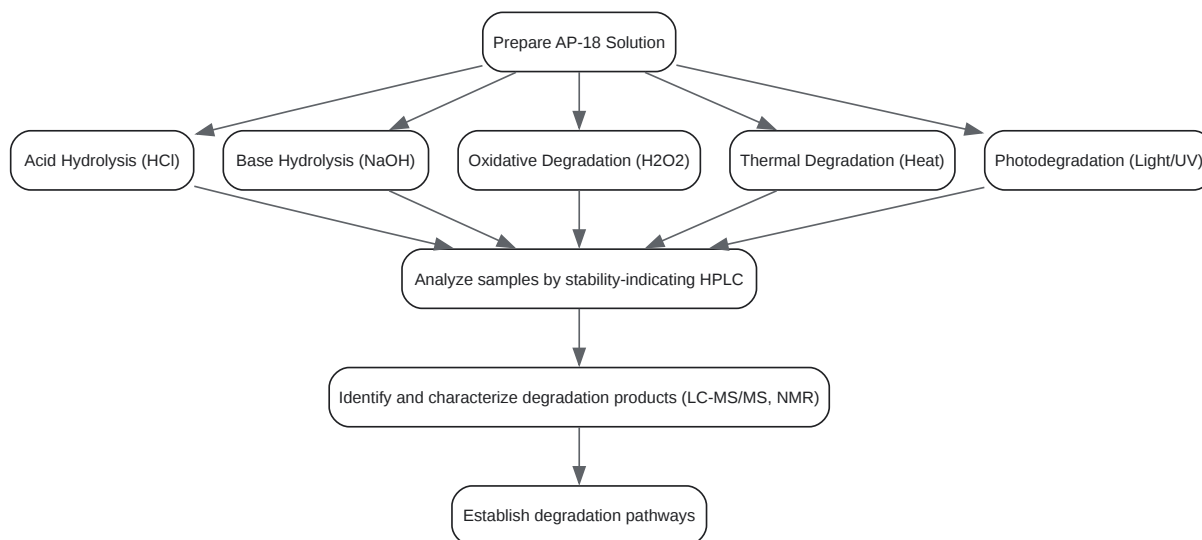 Prepare AP-18 Solution
Acid Hydrolysis (HCl)
Base Hydrolysis (NaOH)
Oxidative Degradation (H2O2)
Thermal Degradation (Heat)
Photodegradation (Light/UV)
Analyze samples by stability-indicating HPLC
Identify and characterize degradation products (LC-MS/MS, NMR)
Establish degradation pathways